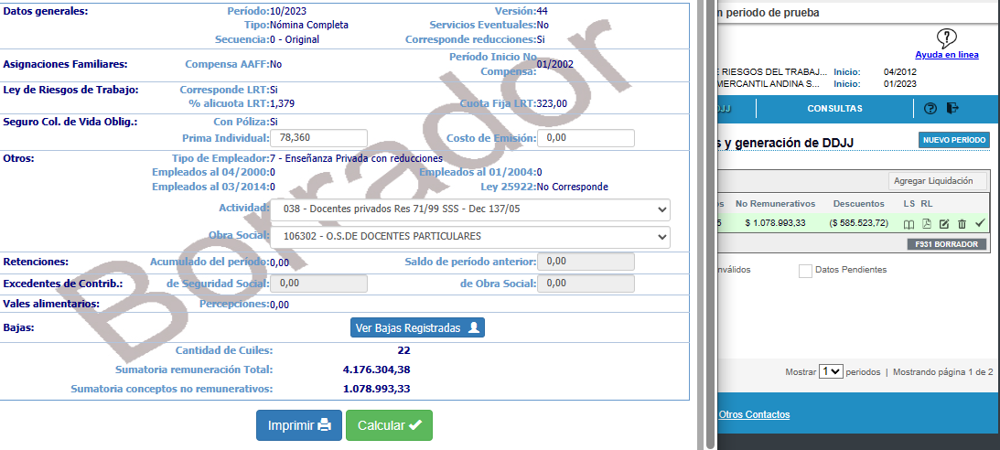 Datos generales: Período:10/2023 Versión:44
Tipo:Nómina Completa Servicios Eventuales:No
Secuencia:0 - Original Corresponde reducciones:Si
Asignaciones Familiares: Compensa AAFF:No Período Inicio No Compensa:01/2002
Ley de Riesgos de Trabajo: Corresponde LRT:Si
% alicuota LRT:1,379 Cuota Fija LRT:323,00
Seguro Col. de Vida Oblig.: Con Póliza:Si
Prima Individual: 78,360 Costo de Emisión: 0,00
Otros: Tipo de Empleador:7 - Enseñanza Privada con reducciones
Empleados al 04/2000:0 Empleados al 01/2004:0
Empleados al 03/2014:0 Ley 25922:No Corresponde
Actividad: 038 - Docentes privados Res 71/99 SSS - Dec 137/05
Obra Social: 106302 - O.S.DE DOCENTES PARTICULARES
Retenciones: Acumulado del período:0,00 Saldo de período anterior: 0,00
Excedentes de Contrib.: de Seguridad Social: 0,00 de Obra Social: 0,00
Vales alimentarios: Percepciones:0,00
Bajas: Ver Bajas Registradas
Cantidad de Cuiles: 22
Sumatoria remuneración Total: 4.176.304,38
Sumatoria conceptos no remunerativos: 1.078.993,33
Imprimir Calcular
Borrador
n periodo de prueba
Ayuda en linea
E RIESGOS DEL TRABAJ... Inicio: 04/2012
MERCANTIL ANDINA S... Inicio: 01/2023
DJJ CONSULTAS
s y generación de DDJJ NUEVO PERÍODO
Agregar Liquidación
os No Remunerativos Descuentos LS RL
5 $ 1.078.993,33 ($ 585.523,72)
F931 BORRADOR
nválidos Datos Pendientes
Mostrar 1 periodos | Mostrando página 1 de 2
Otros Contactos